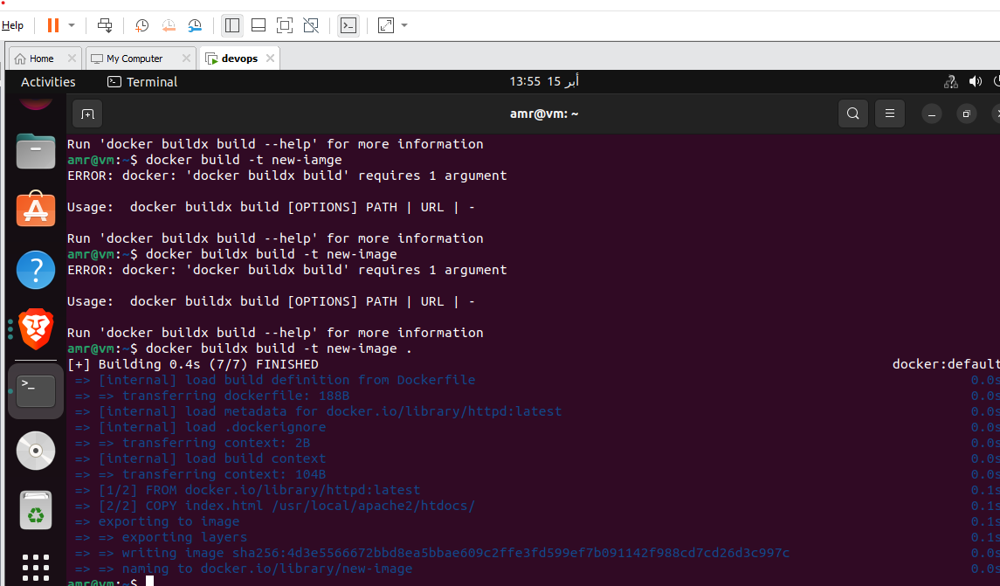 Help
Home
My Computer
devops
Activities
Terminal
13:55 15 أبر
amr@vm: ~
Run 'docker buildx build --help' for more information
amr@vm:~$ docker build -t new-iamge
ERROR: docker: 'docker buildx build' requires 1 argument
Usage:  docker buildx build [OPTIONS] PATH | URL | -
Run 'docker buildx build --help' for more information
amr@vm:~$ docker buildx build -t new-image
ERROR: docker: 'docker buildx build' requires 1 argument
Usage:  docker buildx build [OPTIONS] PATH | URL | -
Run 'docker buildx build --help' for more information
amr@vm:~$ docker buildx build -t new-image .
[+] Building 0.4s (7/7) FINISHED docker:default
=> [internal] load build definition from Dockerfile 0.0s
=> => transferring dockerfile: 188B 0.0s
=> [internal] load metadata for docker.io/library/httpd:latest 0.0s
=> [internal] load .dockerignore 0.0s
=> => transferring context: 2B 0.0s
=> [internal] load build context 0.0s
=> => transferring context: 104B 0.0s
=> [1/2] FROM docker.io/library/httpd:latest 0.1s
=> [2/2] COPY index.html /usr/local/apache2/htdocs/ 0.1s
=> exporting to image 0.1s
=> => exporting layers 0.1s
=> => writing image sha256:4d3e5566672bbd8ea5bbae609c2ffe3fd599ef7b091142f988cd7cd26d3c997c 0.0s
=> => naming to docker.io/library/new-image 0.0s
amr@vm:~$